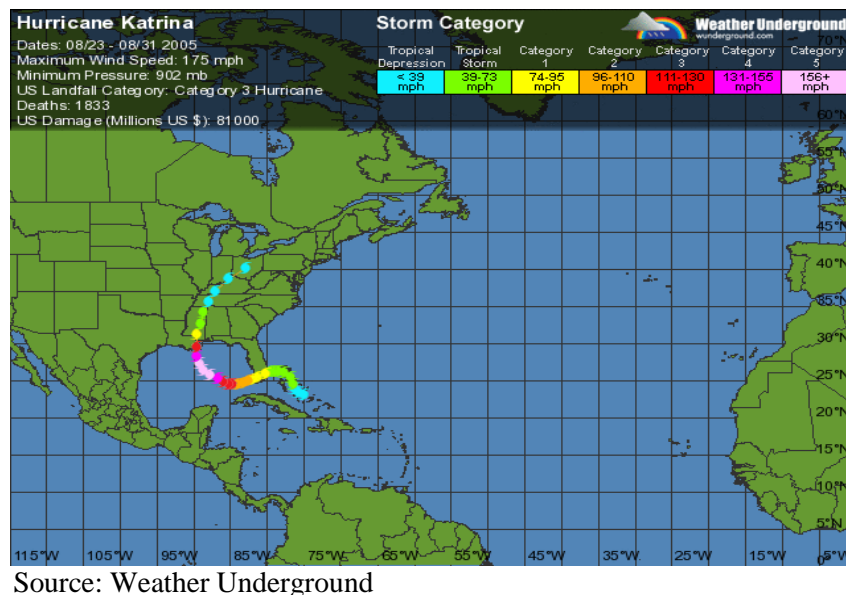 Hurricane Katrina
Dates: 08/23 - 08/31 2005
Maximum Wind Speed: 175 mph
Minimum Pressure: 902 mb
US Landfall Category: Category 3 Hurricane
Deaths: 1833
US Damage (Millions US $): 81000
Storm Category
Weather Underground
wunderground.com
Tropical Depression
< 39 mph
Tropical Storm
39-73 mph
Category 1
74-95 mph
Category 2
96-110 mph
Category 3
111-130 mph
Category 4
131-155 mph
Category 5
156+ mph
70°N
60°N
55°N
50°N
45°N
40°N
35°N
30°N
25°N
20°N
15°N
10°N
5°N
0°
115°W 105°W 95°W 85°W 75°W 65°W 55°W 45°W 35°W 25°W 15°W 5°W
Source: Weather Underground